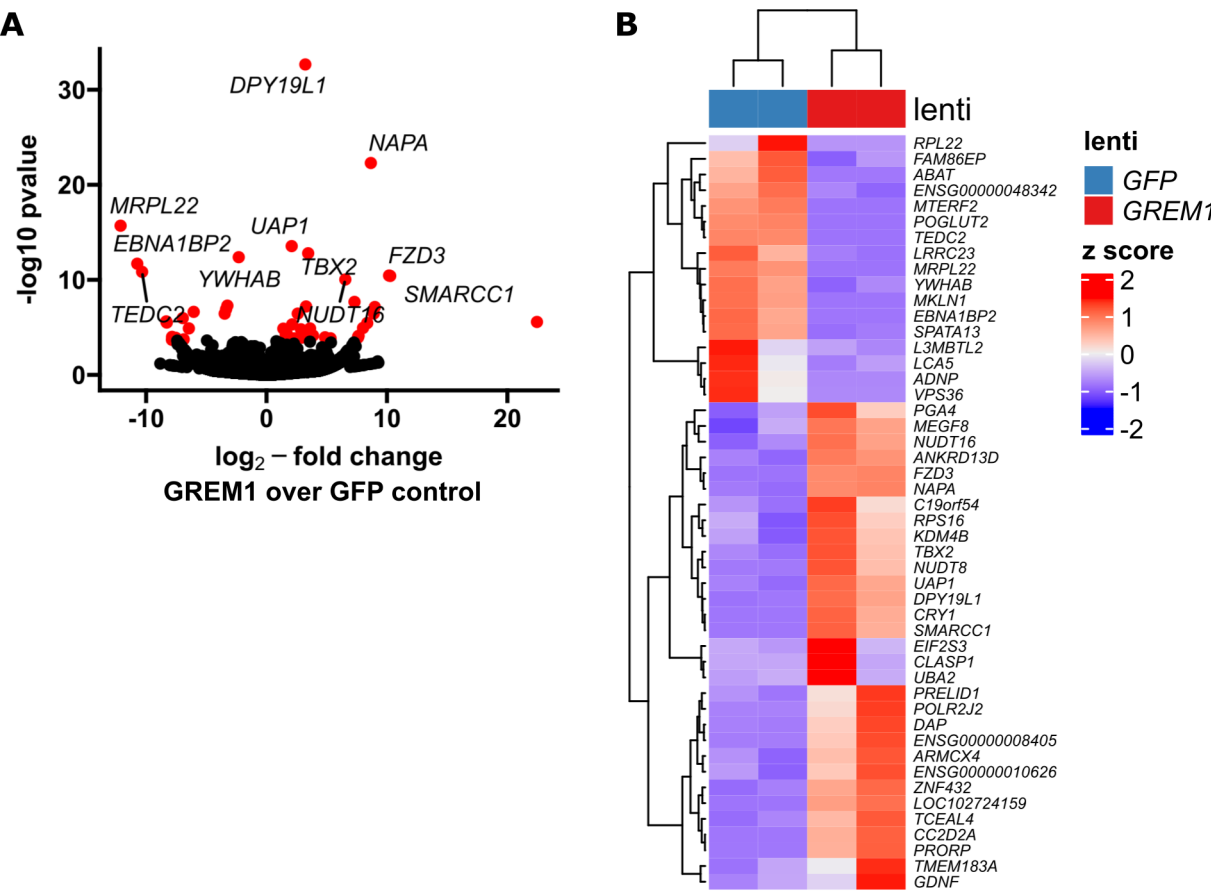 A
-log10 pvalue
30
20
10
0
DPY19L1
NAPA
MRPL22
UAP1
EBNA1BP2
FZD3
TBX2
YWHAB
SMARCC1
TEDC2
NUDT16
-10
0
10
20
log2 – fold change
GREM1 over GFP control
B
lenti
RPL22
FAM86EP
ABAT
ENSG00000048342
MTERF2
POGLUT2
TEDC2
LRRC23
MRPL22
YWHAB
MKLN1
EBNA1BP2
SPATA13
L3MBTL2
LCA5
ADNP
VPS36
PGA4
MEGF8
NUDT16
ANKRD13D
FZD3
NAPA
C19orf54
RPS16
KDM4B
TBX2
NUDT8
UAP1
DPY19L1
CRY1
SMARCC1
EIF2S3
CLASP1
UBA2
PRELID1
POLR2J2
DAP
ENSG00000008405
ARMCX4
ENSG00000010626
ZNF432
LOC102724159
TCEAL4
CC2D2A
PRORP
TMEM183A
GDNF
lenti
GFP
GREM1
z score
2
1
0
-1
-2